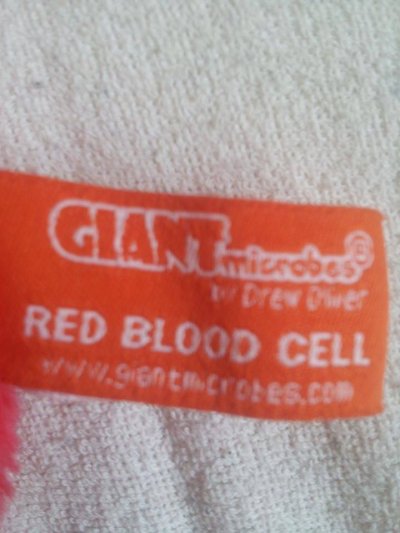 GIANTmicrobes®
by Drew Oliver
RED BLOOD CELL
www.giantmicrobes.com